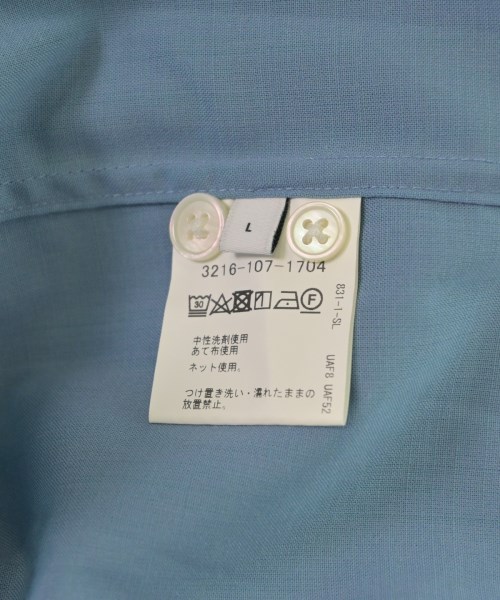 L
3216-107-1704
30
F
中性洗剤使用
あて布使用
ネット使用。
つけ置き洗い・濡れたままの
放置禁止。
831-1-SL
UAF8 UAF52